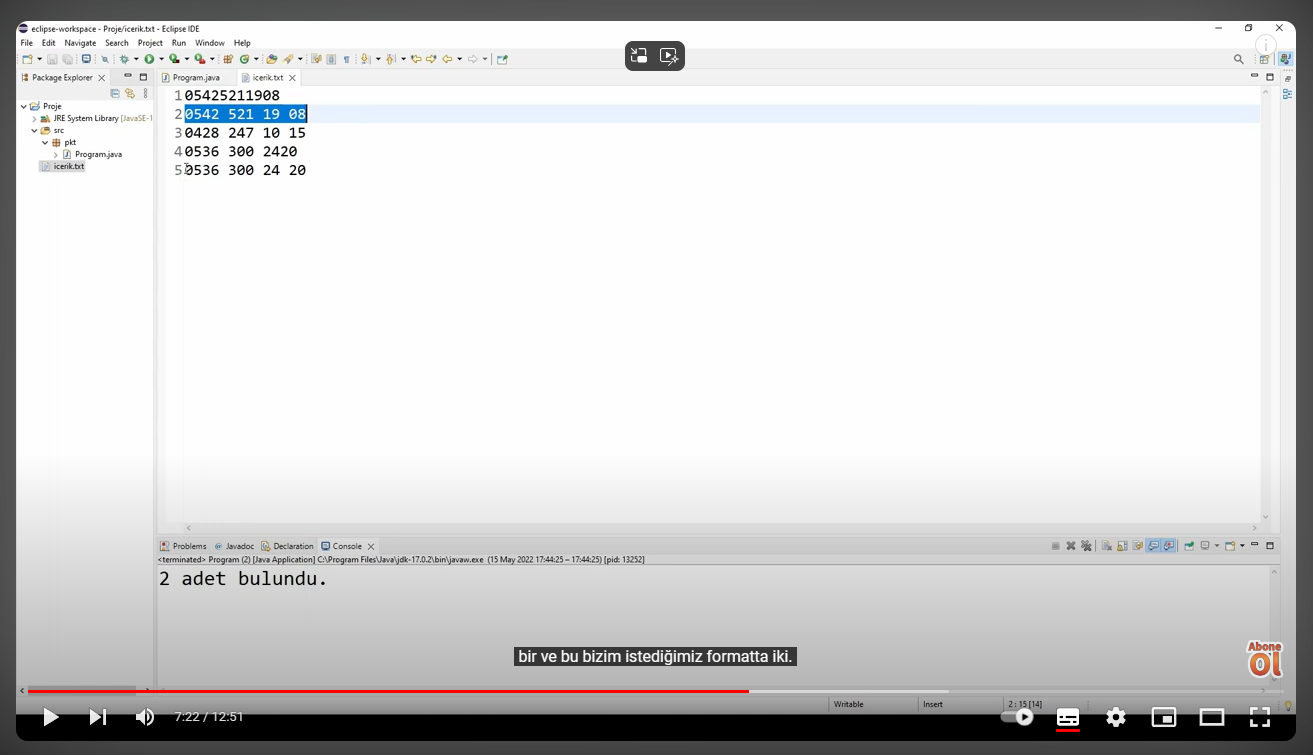 eclipse-workspace - Proje/icerik.txt - Eclipse IDE
File Edit Navigate Search Project Run Window Help
Package Explorer
Program.java icerik.txt
Proje
JRE System Library [JavaSE-1
src
pkt
Program.java
icerik.txt
1 05425211908
2 0542 521 19 08
3 0428 247 10 15
4 0536 300 2420
5 0536 300 24 20
Problems Javadoc Declaration Console
<terminated> Program (2) [Java Application] C:\Program Files\Java\jdk-17.0.2\bin\javaw.exe (15 May 2022 17:44:25 – 17:44:25) [pid: 13252]
2 adet bulundu.
bir ve bu bizim istediğimiz formatta iki.
Abone
Ol
Writable Insert 2 : 15 [14]
7:22 / 12:51